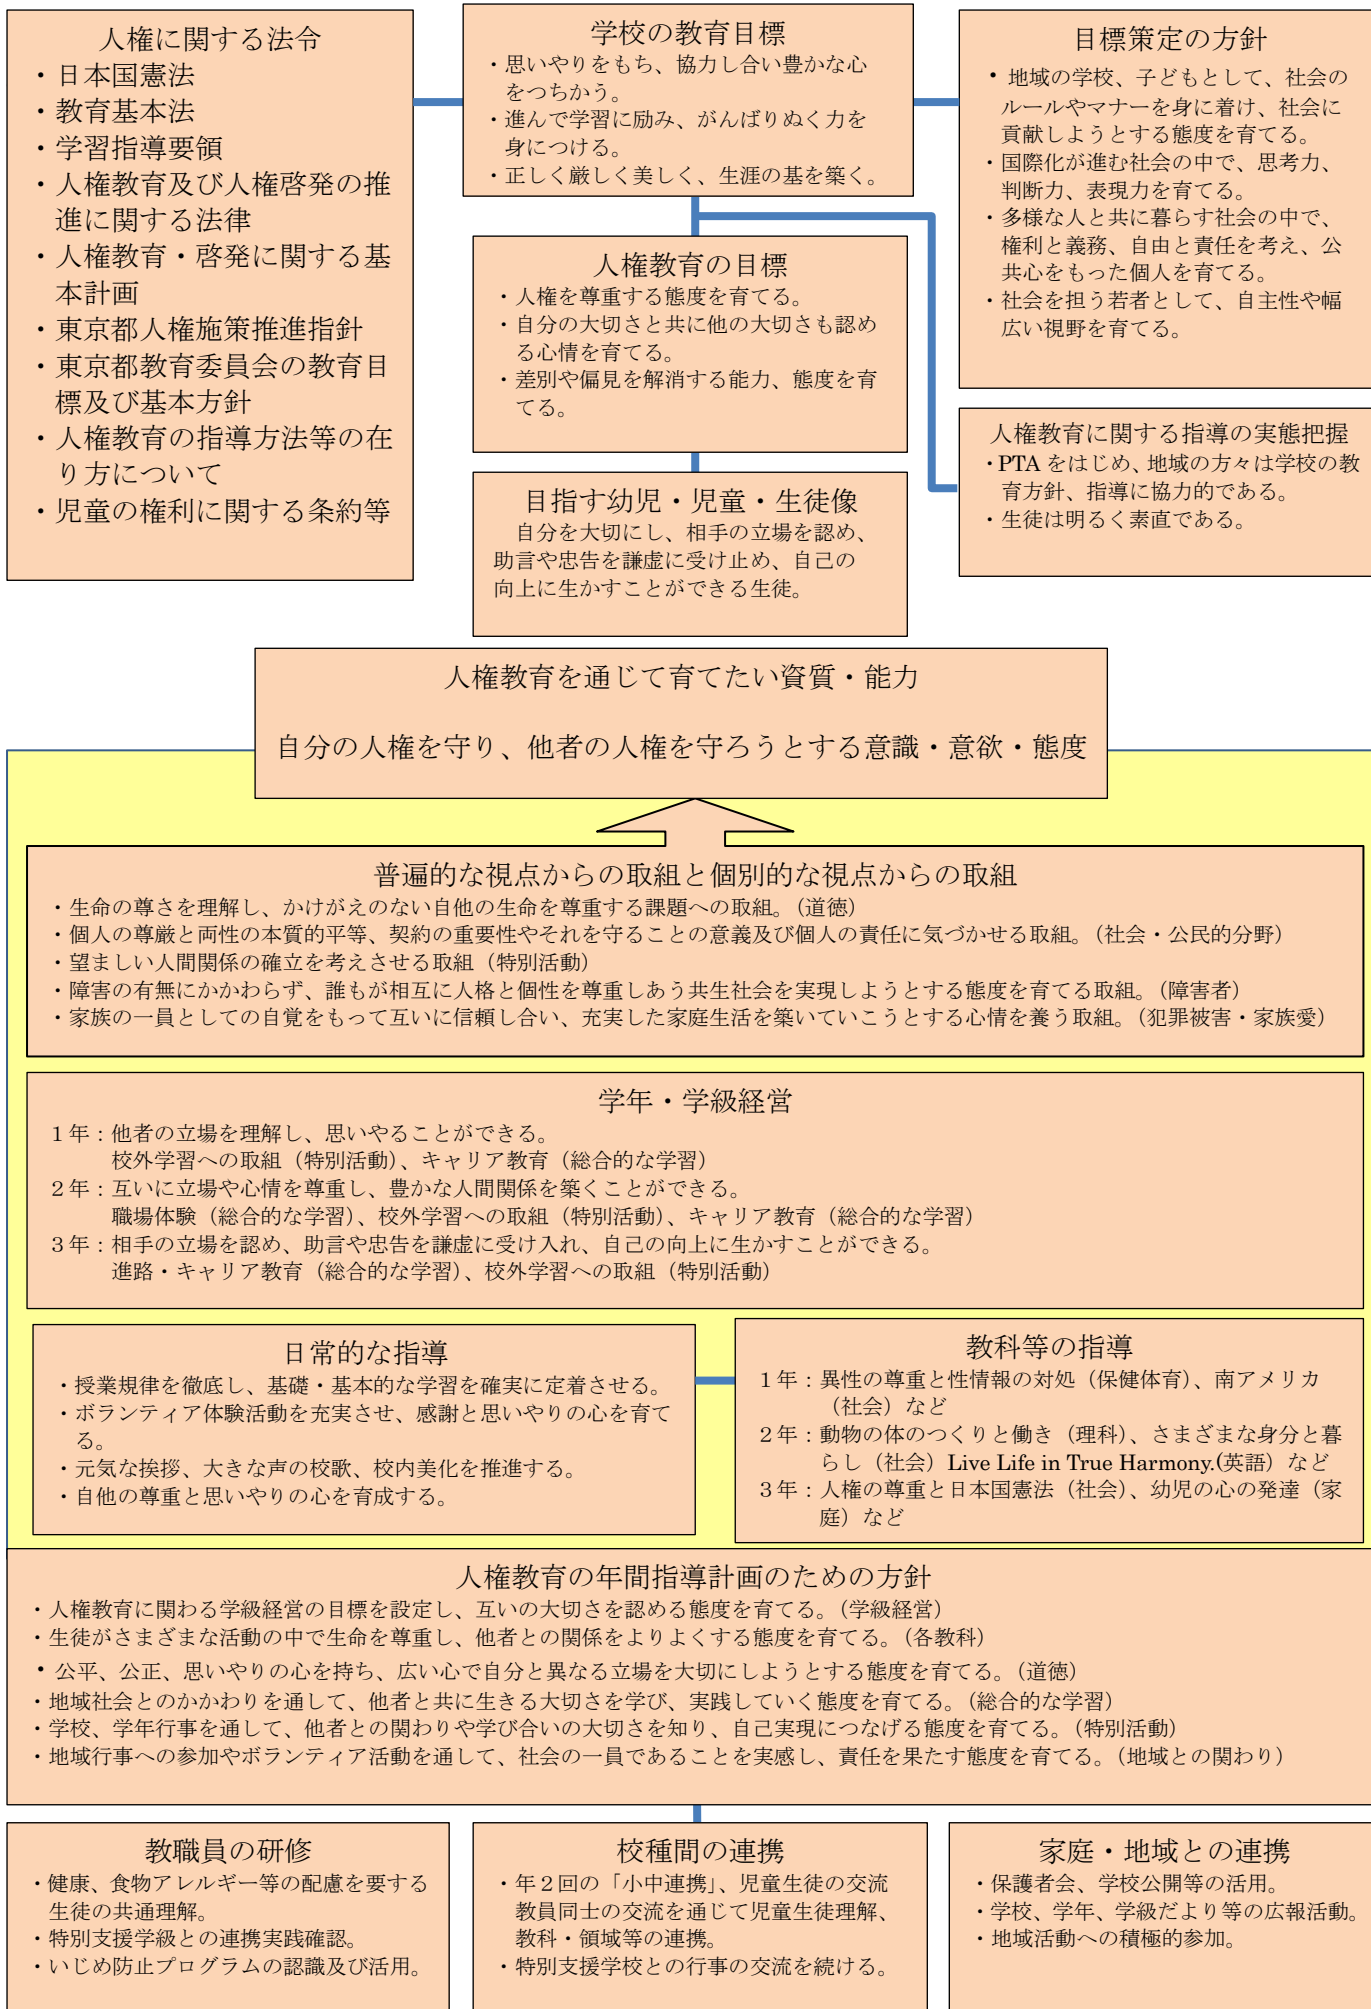 人権に関する法令
・日本国憲法
・教育基本法
・学習指導要領
・人権教育及び人権啓発の推
進に関する法律
・人権教育・啓発に関する基
本計画
・東京都人権施策推進指針
・東京都教育委員会の教育目
標及び基本方針
・人権教育の指導方法等の在
り方について
・児童の権利に関する条約等
学校の教育目標
・思いやりをもち、協力し合い豊かな心
をつちかう。
・進んで学習に励み、がんばりぬく力を
身につける。
・正しく厳しく美しく、生涯の基を築く。
目標策定の方針
・地域の学校、子どもとして、社会の
ルールやマナーを身に着け、社会に
貢献しようとする態度を育てる。
・国際化が進む社会の中で、思考力、
判断力、表現力を育てる。
・多様な人と共に暮らす社会の中で、
権利と義務、自由と責任を考え、公
共心をもった個人を育てる。
・社会を担う若者として、自主性や幅
広い視野を育てる。
人権教育の目標
・人権を尊重する態度を育てる。
・自分の大切さと共に他の大切さも認め
る心情を育てる。
・差別や偏見を解消する能力、態度を育
てる。
人権教育に関する指導の実態把握
・PTA をはじめ、地域の方々は学校の教
育方針、指導に協力的である。
・生徒は明るく素直である。
目指す幼児・児童・生徒像
自分を大切にし、相手の立場を認め、
助言や忠告を謙虚に受け止め、自己の
向上に生かすことができる生徒。
人権教育を通じて育てたい資質・能力
自分の人権を守り、他者の人権を守ろうとする意識・意欲・態度
普遍的な視点からの取組と個別的な視点からの取組
・生命の尊さを理解し、かけがえのない自他の生命を尊重する課題への取組。（道徳）
・個人の尊厳と両性の本質的平等、契約の重要性やそれを守ることの意義及び個人の責任に気づかせる取組。（社会・公民的分野）
・望ましい人間関係の確立を考えさせる取組（特別活動）
・障害の有無にかかわらず、誰もが相互に人格と個性を尊重しあう共生社会を実現しようとする態度を育てる取組。（障害者）
・家族の一員としての自覚をもって互いに信頼し合い、充実した家庭生活を築いていこうとする心情を養う取組。（犯罪被害・家族愛）
学年・学級経営
１年：他者の立場を理解し、思いやることができる。
校外学習への取組（特別活動）、キャリア教育（総合的な学習）
２年：互いに立場や心情を尊重し、豊かな人間関係を築くことができる。
職場体験（総合的な学習）、校外学習への取組（特別活動）、キャリア教育（総合的な学習）
３年：相手の立場を認め、助言や忠告を謙虚に受け入れ、自己の向上に生かすことができる。
進路・キャリア教育（総合的な学習）、校外学習への取組（特別活動）
日常的な指導
・授業規律を徹底し、基礎・基本的な学習を確実に定着させる。
・ボランティア体験活動を充実させ、感謝と思いやりの心を育て
る。
・元気な挨拶、大きな声の校歌、校内美化を推進する。
・自他の尊重と思いやりの心を育成する。
教科等の指導
１年：異性の尊重と性情報の対処（保健体育）、南アメリカ
（社会）など
２年：動物の体のつくりと働き（理科）、さまざまな身分と暮
らし（社会）Live Life in True Harmony.(英語）など
３年：人権の尊重と日本国憲法（社会）、幼児の心の発達（家
庭）など
人権教育の年間指導計画のための方針
・人権教育に関わる学級経営の目標を設定し、互いの大切さを認める態度を育てる。（学級経営）
・生徒がさまざまな活動の中で生命を尊重し、他者との関係をよりよくする態度を育てる。（各教科）
・公平、公正、思いやりの心を持ち、広い心で自分と異なる立場を大切にしようとする態度を育てる。（道徳）
・地域社会とのかかわりを通して、他者と共に生きる大切さを学び、実践していく態度を育てる。（総合的な学習）
・学校、学年行事を通して、他者との関わりや学び合いの大切さを知り、自己実現につなげる態度を育てる。（特別活動）
・地域行事への参加やボランティア活動を通して、社会の一員であることを実感し、責任を果たす態度を育てる。（地域との関わり）
教職員の研修
・健康、食物アレルギー等の配慮を要する
生徒の共通理解。
・特別支援学級との連携実践確認。
・いじめ防止プログラムの認識及び活用。
校種間の連携
・年２回の「小中連携」、児童生徒の交流
教員同士の交流を通じて児童生徒理解、
教科・領域等の連携。
・特別支援学校との行事の交流を続ける。
家庭・地域との連携
・保護者会、学校公開等の活用。
・学校、学年、学級だより等の広報活動。
・地域活動への積極的参加。